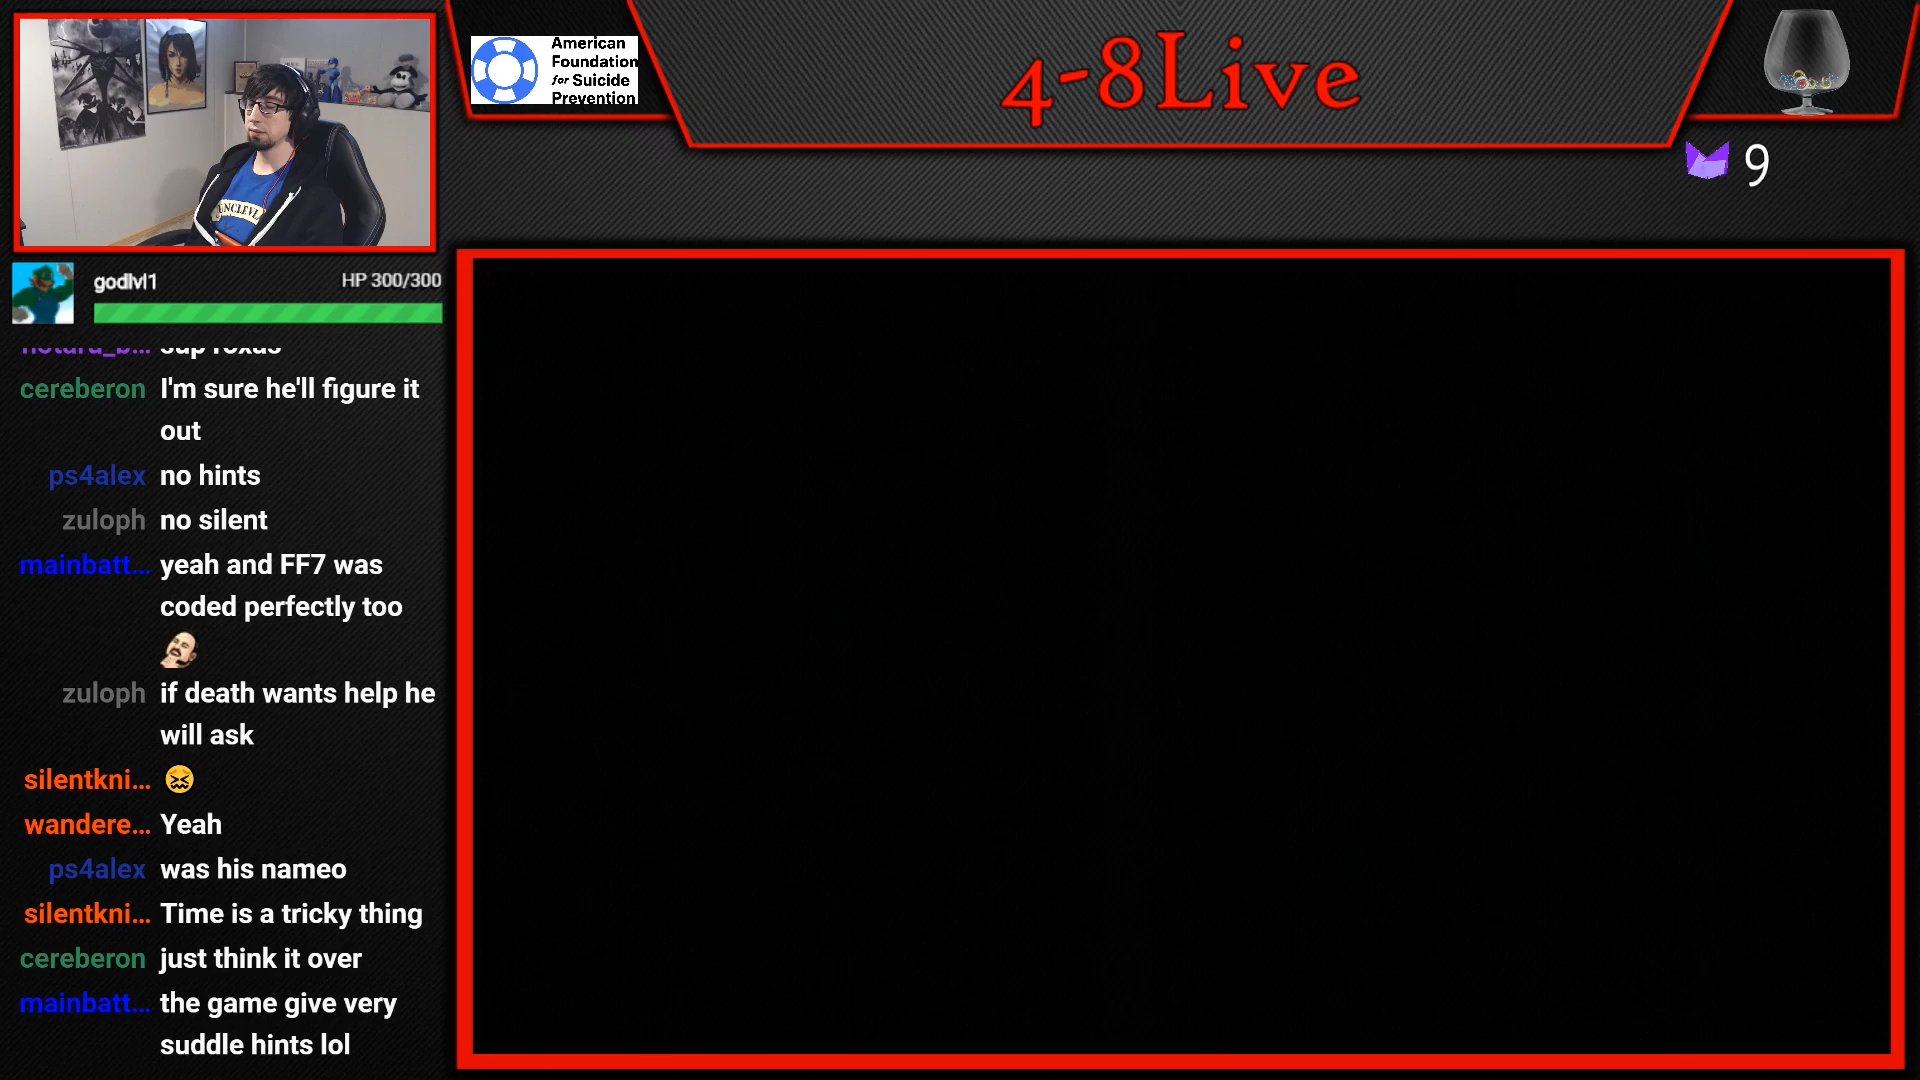 American
Foundation
for Suicide
Prevention
4-8Live
9
UNCLEVL
godlvl1
HP 300/300
sup roxas
cereberon I'm sure he'll figure it
out
ps4alex no hints
zuloph no silent
mainbatt... yeah and FF7 was
coded perfectly too
zuloph if death wants help he
will ask
silentkni...
wandere... Yeah
ps4alex was his nameo
silentkni... Time is a tricky thing
cereberon just think it over
mainbatt... the game give very
suddle hints lol